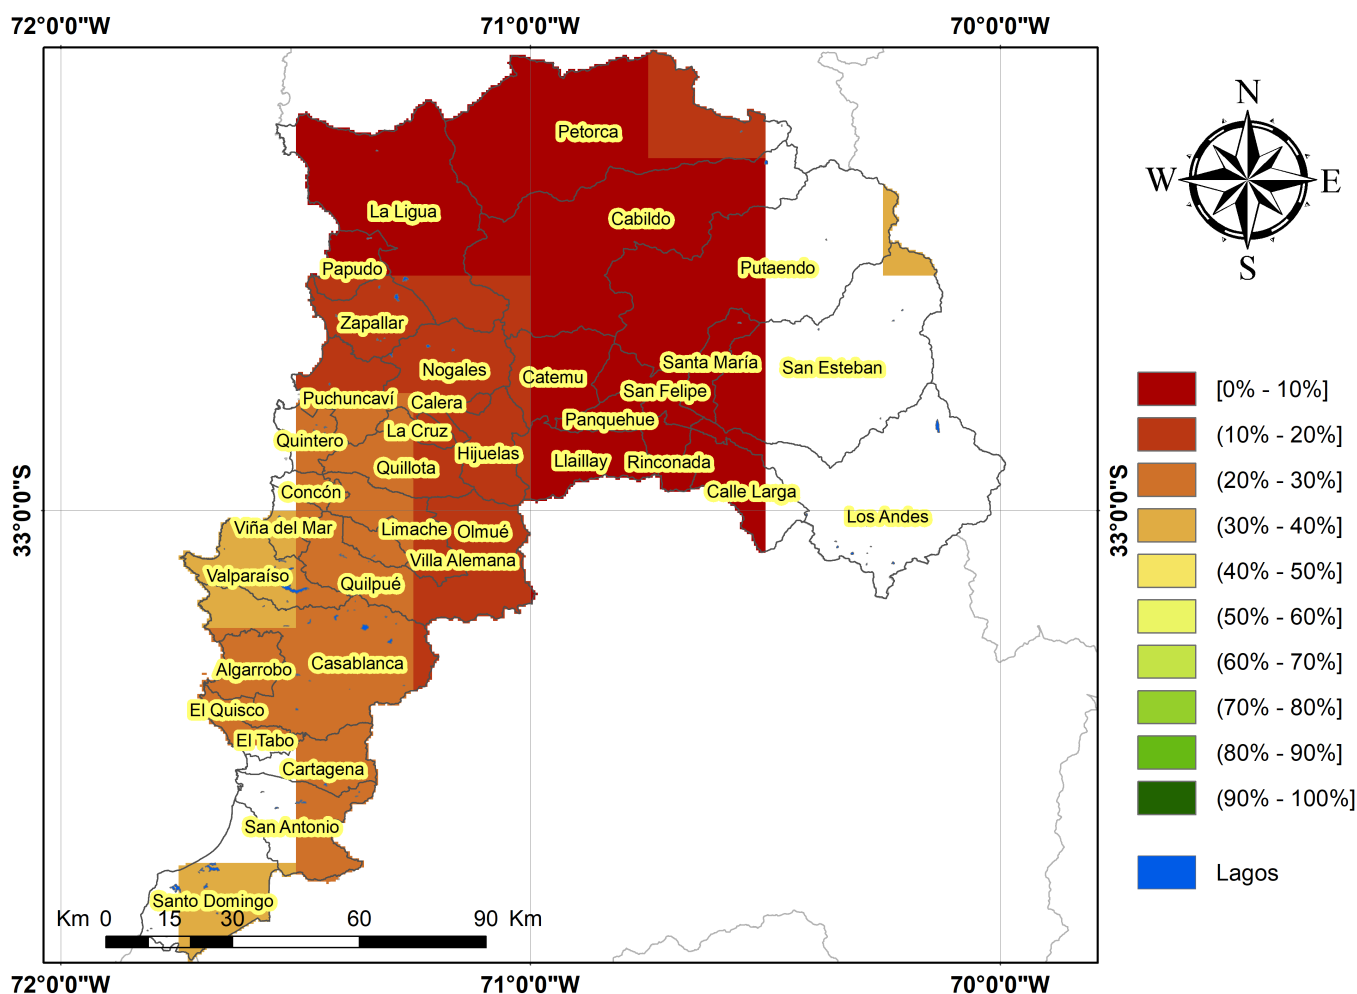 72°0'0"W
71°0'0"W
70°0'0"W
N
W
E
S
Petorca
La Ligua
Cabildo
Papudo
Putaendo
Zapallar
Nogales
Catemu
Santa María
San Esteban
San Felipe
Puchuncaví
Calera
Panquehue
La Cruz
Quintero
Hijuelas
Quillota
Llaillay
Rinconada
Concón
Calle Larga
Viña del Mar
Limache
Olmué
Los Andes
Villa Alemana
Valparaíso
Quilpué
Algarrobo
Casablanca
El Quisco
El Tabo
Cartagena
San Antonio
Santo Domingo
33°0'0"S
33°0'0"S
[0% - 10%]
(10% - 20%]
(20% - 30%]
(30% - 40%]
(40% - 50%]
(50% - 60%]
(60% - 70%]
(70% - 80%]
(80% - 90%]
(90% - 100%]
Lagos
Km 0 15 30 60 90 Km
72°0'0"W
71°0'0"W
70°0'0"W